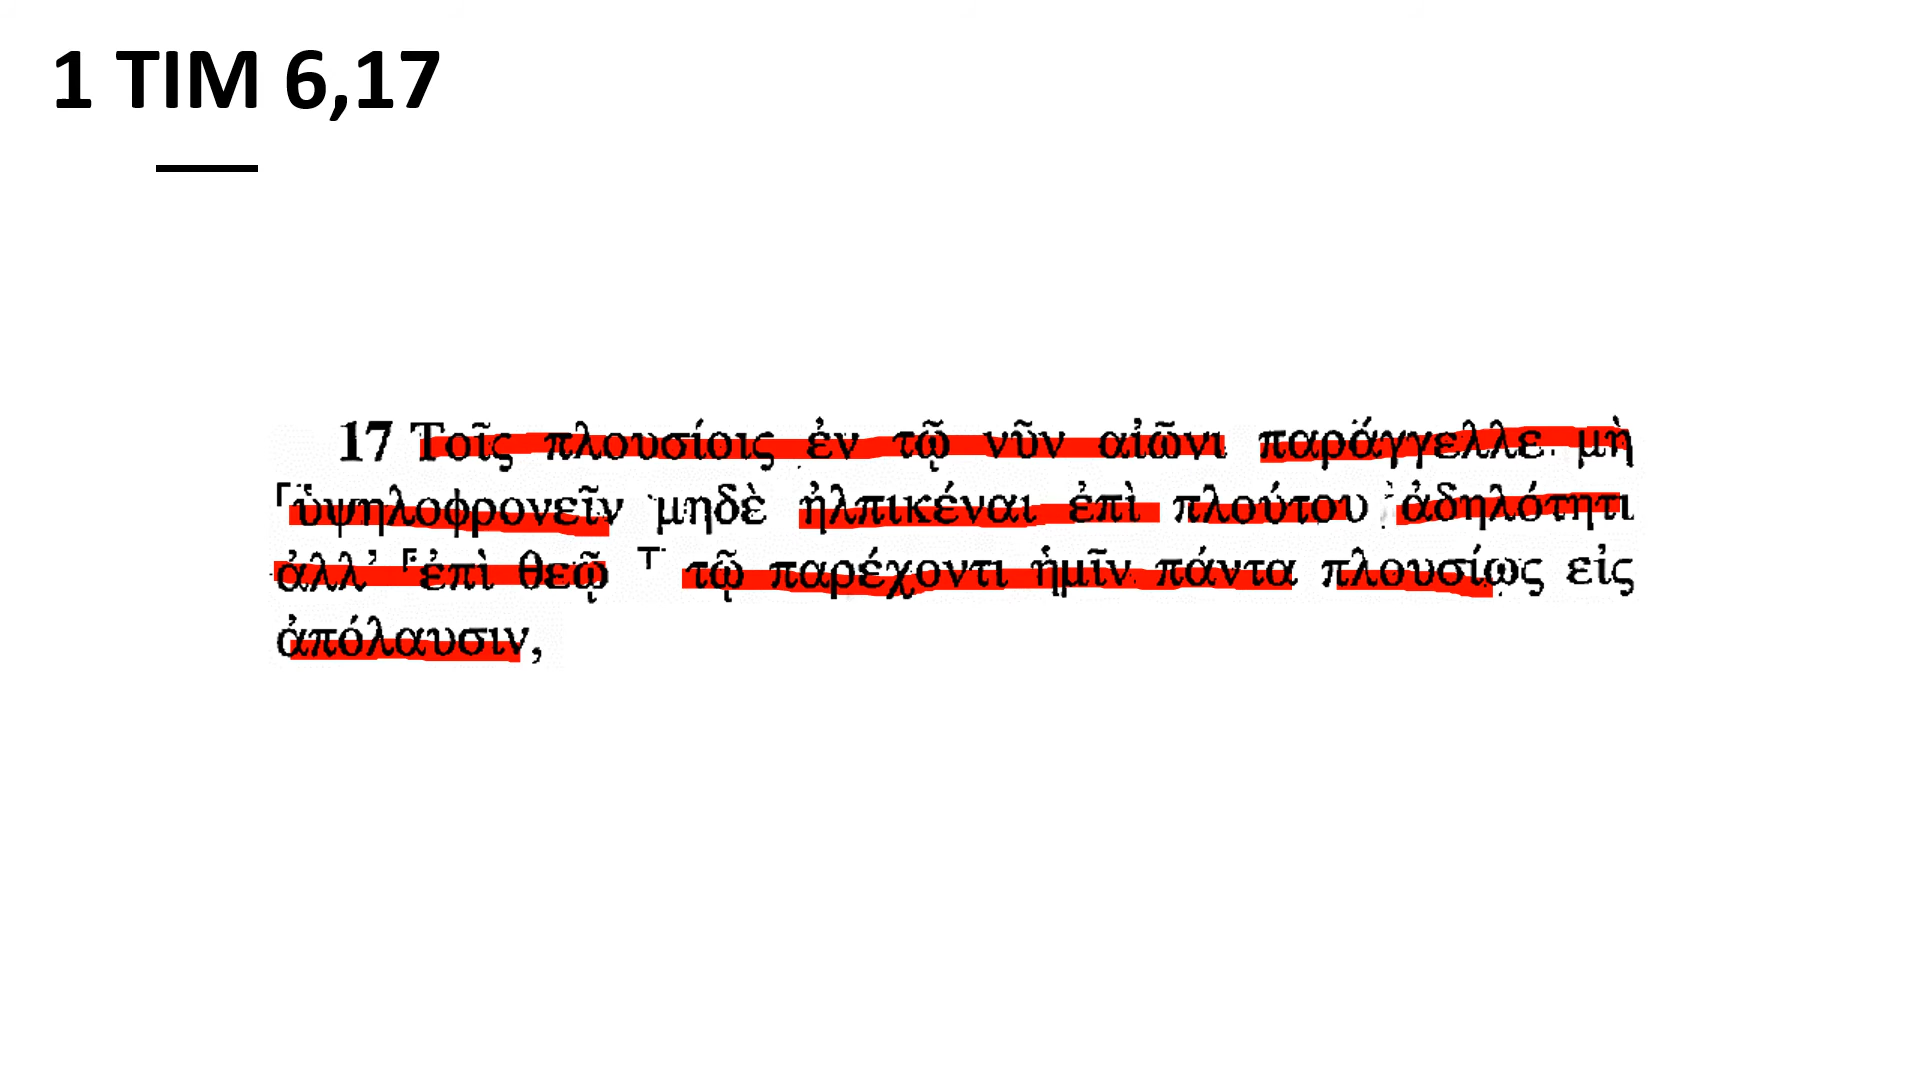 1 TIM 6,17
17 Τοῖς πλουσίοις ἐν τῷ νῦν αἰῶνι παράγγελλε μὴ
⸀ὑψηλοφρονεῖν μηδὲ ἠλπικέναι ἐπὶ πλούτου ἀδηλότητι
ἀλλ’ ⸁ἐπὶ θεῷ ⸆ τῷ παρέχοντι ἡμῖν πάντα πλουσίως εἰς
ἀπόλαυσιν,